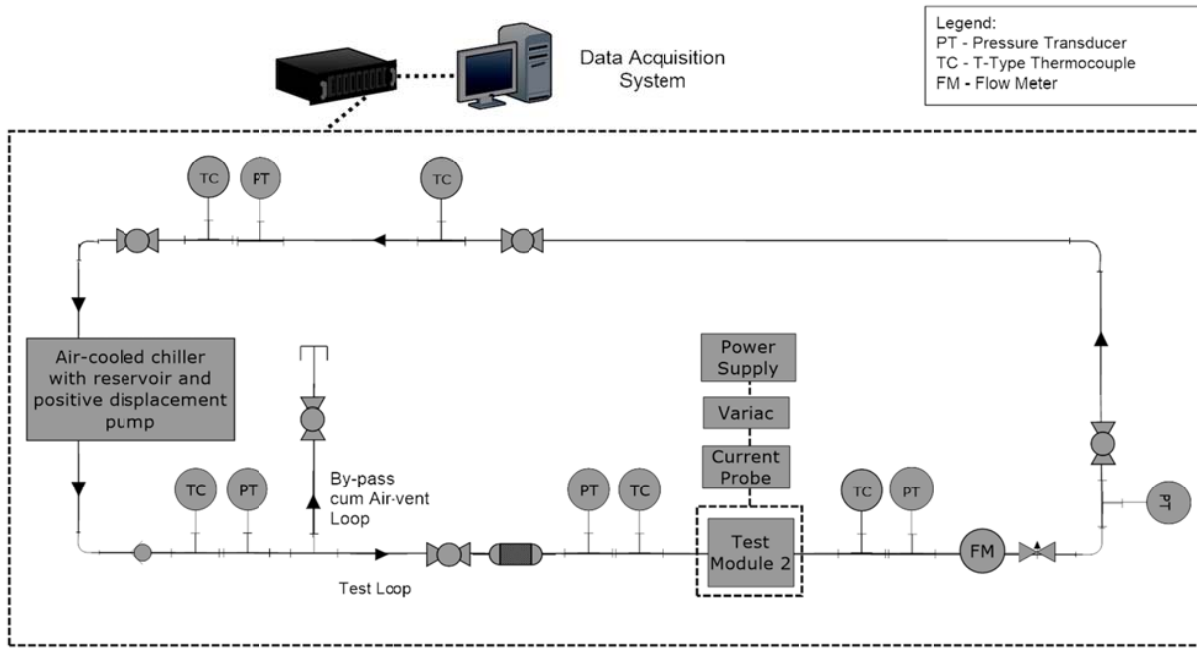 Legend:
PT - Pressure Transducer
TC - T-Type Thermocouple
FM - Flow Meter
Data Acquisition
System
TC
PT
TC
Air-cooled chiller
with reservoir and
positive displacement
pump
Power
Supply
Variac
Current
Probe
By-pass
cum Air-vent
Loop
TC
PT
PT
TC
TC
PT
PT
Test
Module 2
FM
Test Loop